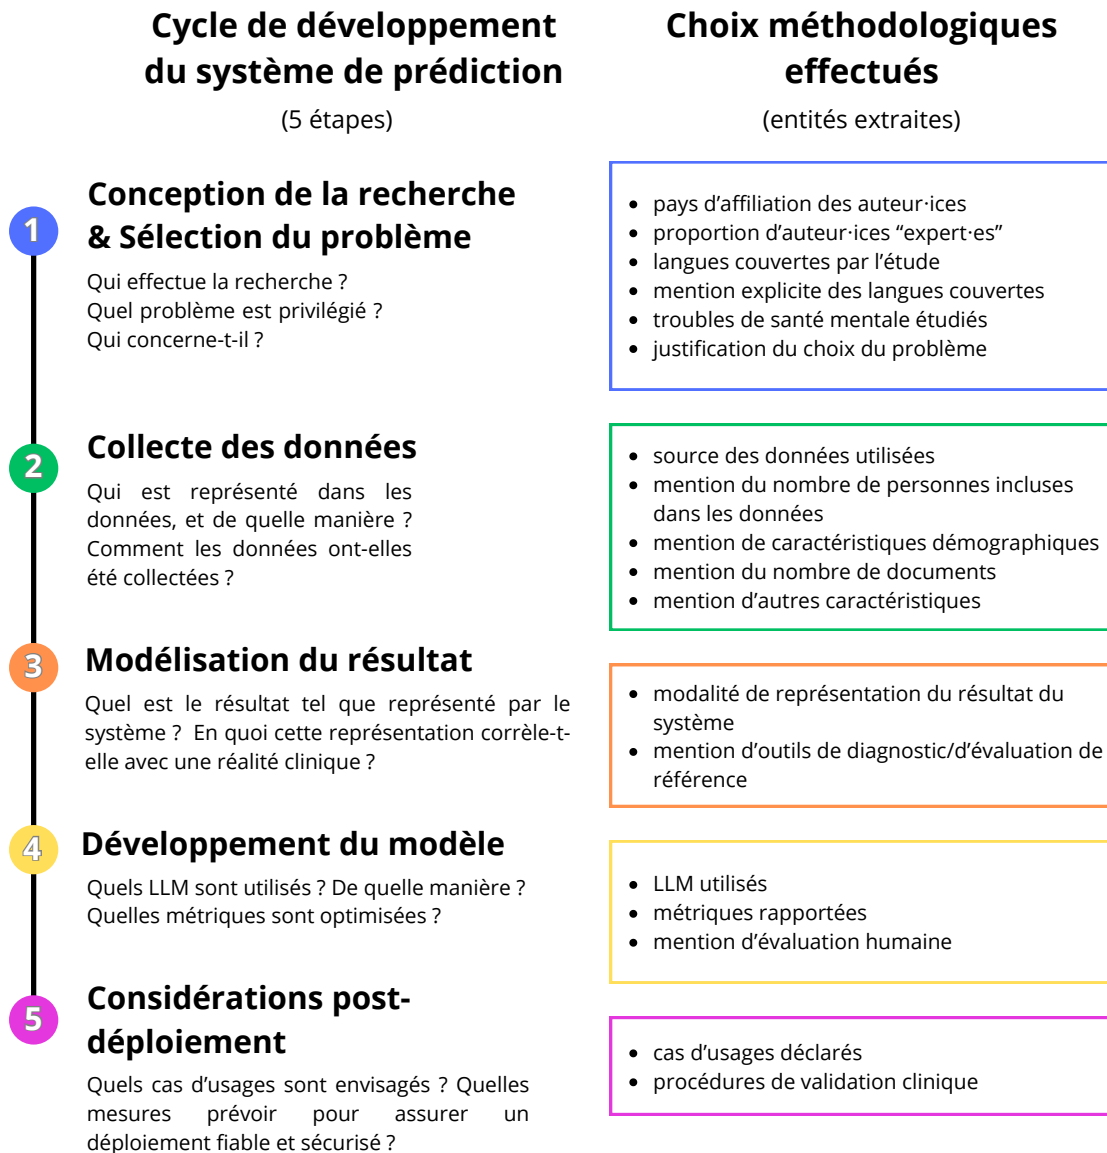 Cycle de développement
du système de prédiction
(5 étapes)
Choix méthodologiques
effectués
(entités extraites)
1
Conception de la recherche
& Sélection du problème
Qui effectue la recherche ?
Quel problème est privilégié ?
Qui concerne-t-il ?
• pays d’affiliation des auteur·ices
• proportion d’auteur·ices “expert·es”
• langues couvertes par l’étude
• mention explicite des langues couvertes
• troubles de santé mentale étudiés
• justification du choix du problème
2
Collecte des données
Qui est représenté dans les
données, et de quelle manière ?
Comment les données ont-elles
été collectées ?
• source des données utilisées
• mention du nombre de personnes incluses
dans les données
• mention de caractéristiques démographiques
• mention du nombre de documents
• mention d’autres caractéristiques
3
Modélisation du résultat
Quel est le résultat tel que représenté par le
système ? En quoi cette représentation corrèle-t-
elle avec une réalité clinique ?
• modalité de représentation du résultat du
système
• mention d’outils de diagnostic/d’évaluation de
référence
4
Développement du modèle
Quels LLM sont utilisés ? De quelle manière ?
Quelles métriques sont optimisées ?
• LLM utilisés
• métriques rapportées
• mention d’évaluation humaine
5
Considérations post-
déploiement
Quels cas d’usages sont envisagés ? Quelles
mesures prévoir pour assurer un
déploiement fiable et sécurisé ?
• cas d’usages déclarés
• procédures de validation clinique